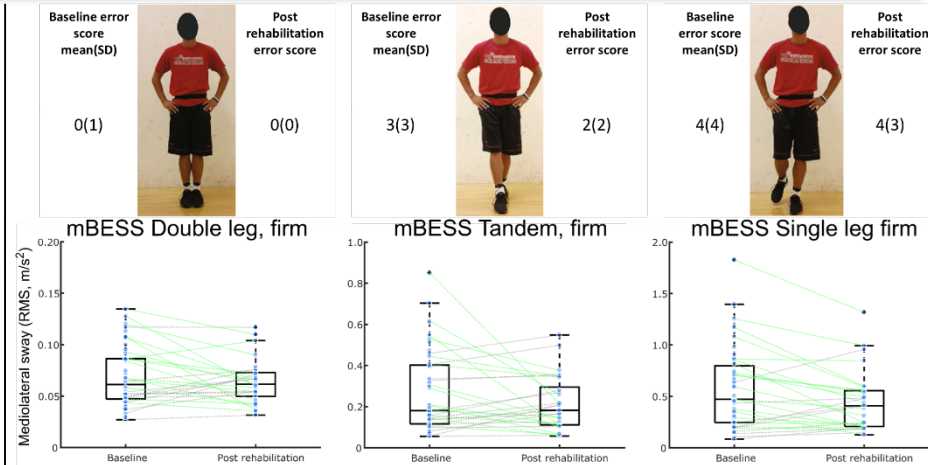 Baseline error
score
mean(SD)
Post
rehabilitation
error score
0(1)
0(0)
Baseline error
score
mean(SD)
Post
rehabilitation
error score
3(3)
2(2)
Baseline
error score
mean(SD)
Post
rehabilitation
error score
4(4)
4(3)
mBESS Double leg, firm
mBESS Tandem, firm
mBESS Single leg firm
Mediolateral sway (RMS, m/s²)
0.20
0.15
0.10
0.05
0
Baseline
Post rehabilitation
1.0
0.8
0.6
0.4
0.2
0
Baseline
Post rehabilitation
2.0
1.5
1.0
0.5
0
Baseline
Post rehabilitation